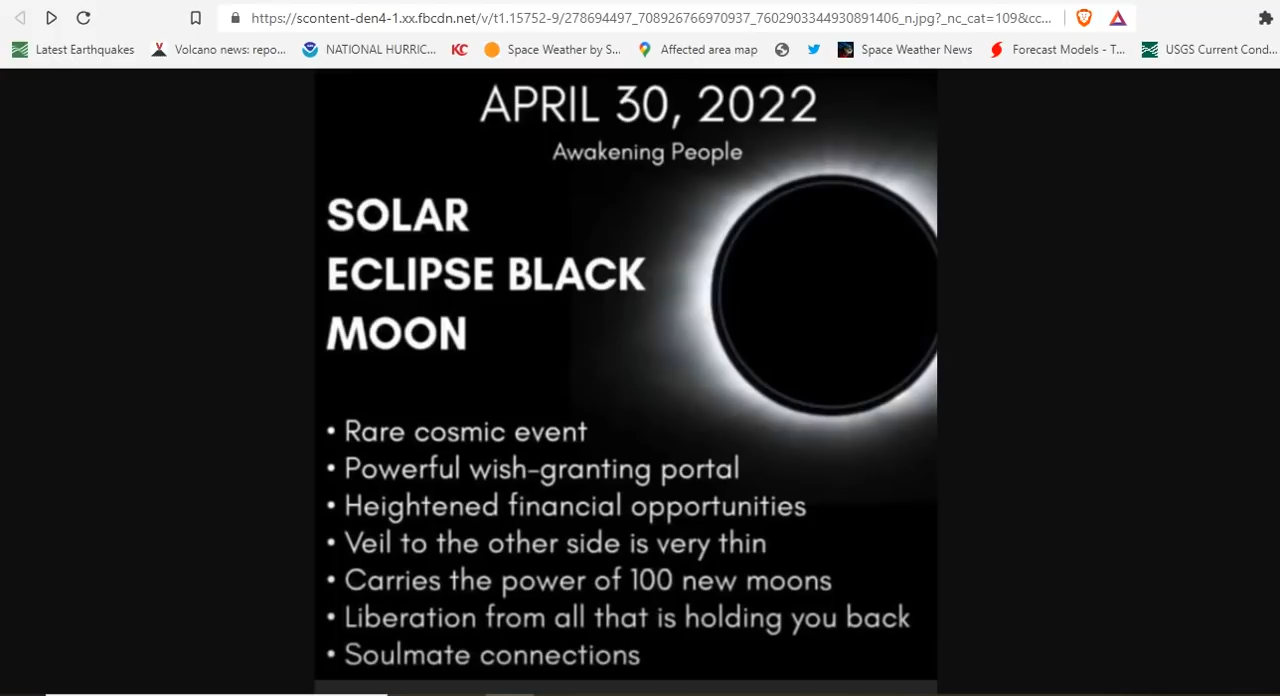 https://scontent-den4-1.xx.fbcdn.net/v/t1.15752-9/278694497_708926766970937_7602903344930891406_n.jpg?_nc_cat=109&cc...
Latest Earthquakes
Volcano news: repo...
NATIONAL HURRIC...
KC
Space Weather by S...
Affected area map
Space Weather News
Forecast Models - T...
USGS Current Cond...
APRIL 30, 2022
Awakening People
SOLAR
ECLIPSE BLACK
MOON
• Rare cosmic event
• Powerful wish-granting portal
• Heightened financial opportunities
• Veil to the other side is very thin
• Carries the power of 100 new moons
• Liberation from all that is holding you back
• Soulmate connections